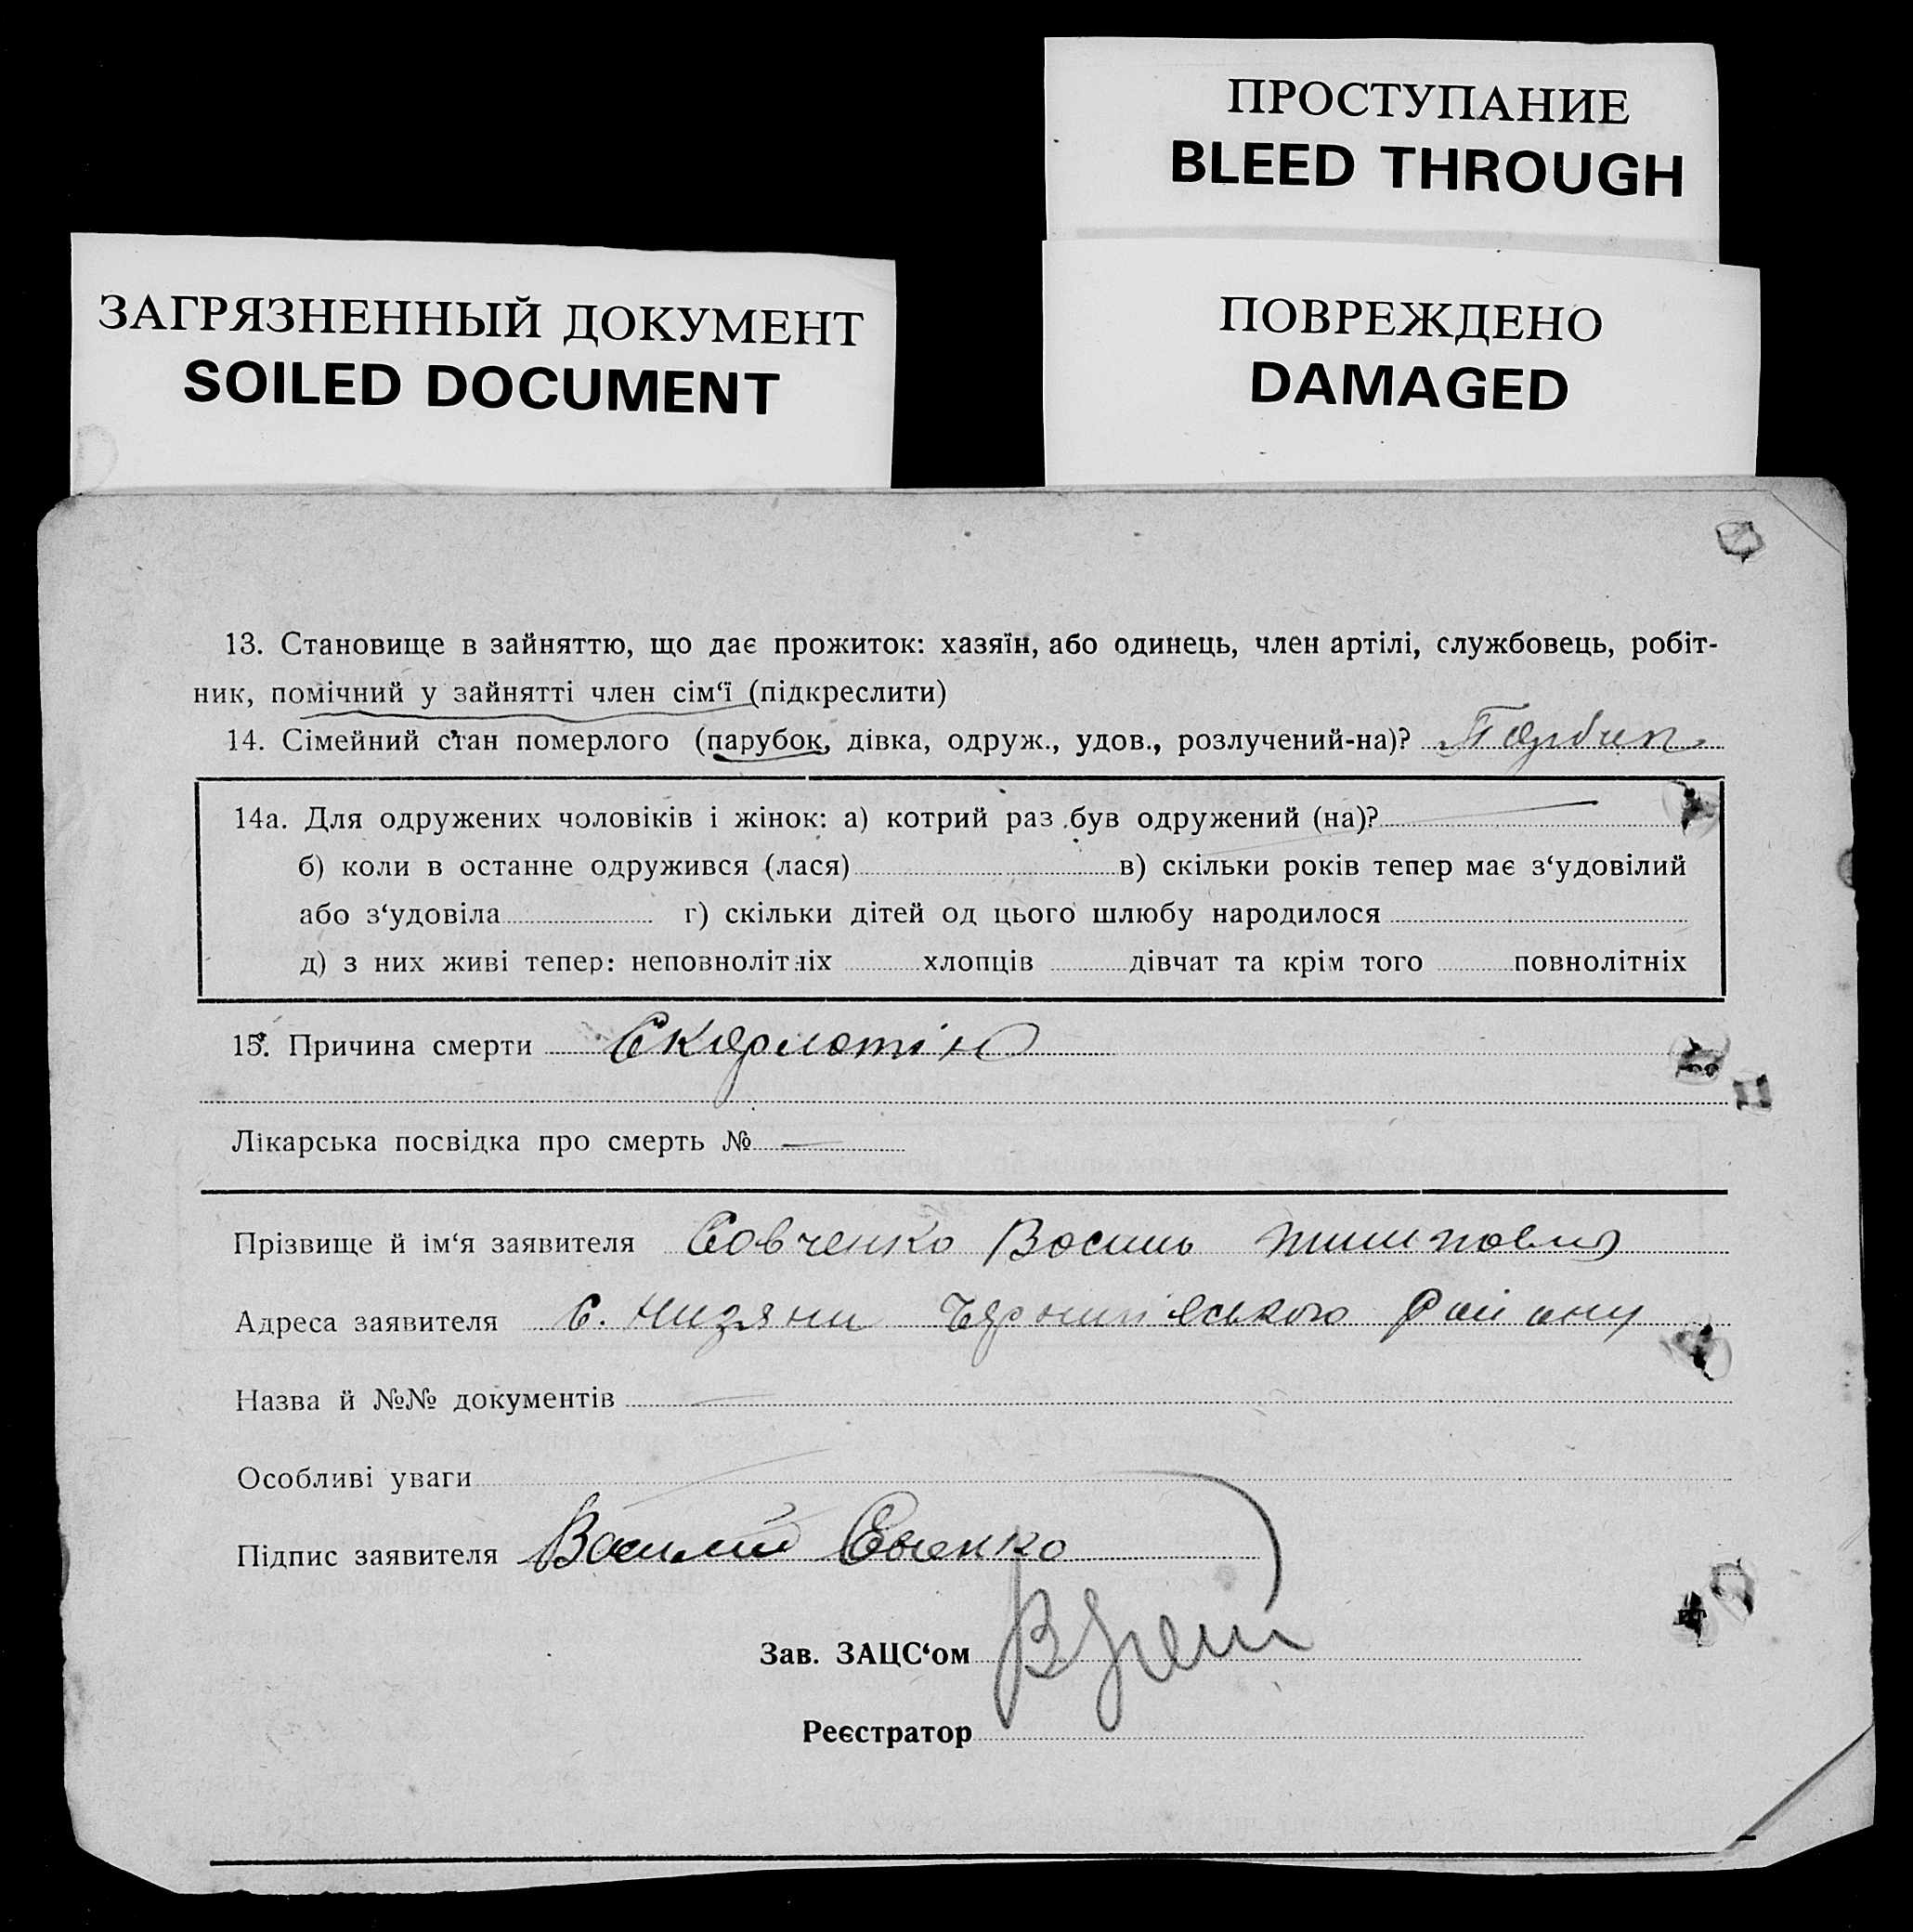 ПРОСТУПАНИЕ
BLEED THROUGH
ЗАГРЯЗНЕННЫЙ ДОКУМЕНТ
SOILED DOCUMENT
ПОВРЕЖДЕНО
DAMAGED
13. Становище в зайняттю, що дає прожиток: хазяїн, або одинець, член артілі, службовець, робіт-
ник, помічний у зайнятті член сім‘ї (підкреслити)
14. Сімейний стан померлого (парубок, дівка, одруж., удов., розлучений-на)?
14а. Для одружених чоловіків і жінок: а) котрий раз був одружений (на)?
б) коли в останне одружився (лася) в) скільки років тепер має з‘удовілий
або з‘удовіла г) скільки дітей од цього шлюбу народилося
д) з них живі тепер: неповнолітніх хлопців дівчат та крім того повнолітніх
15. Причина смерти Скарлотіна
Лікарська посвідка про смерть № —
Прізвище й ім‘я заявителя Совченко Василь
Адреса заявителя с. району
Назва й №№ документів —
Особливі уваги
Підпис заявителя Василий
Зав. ЗАЦС‘ом
Реєстратор